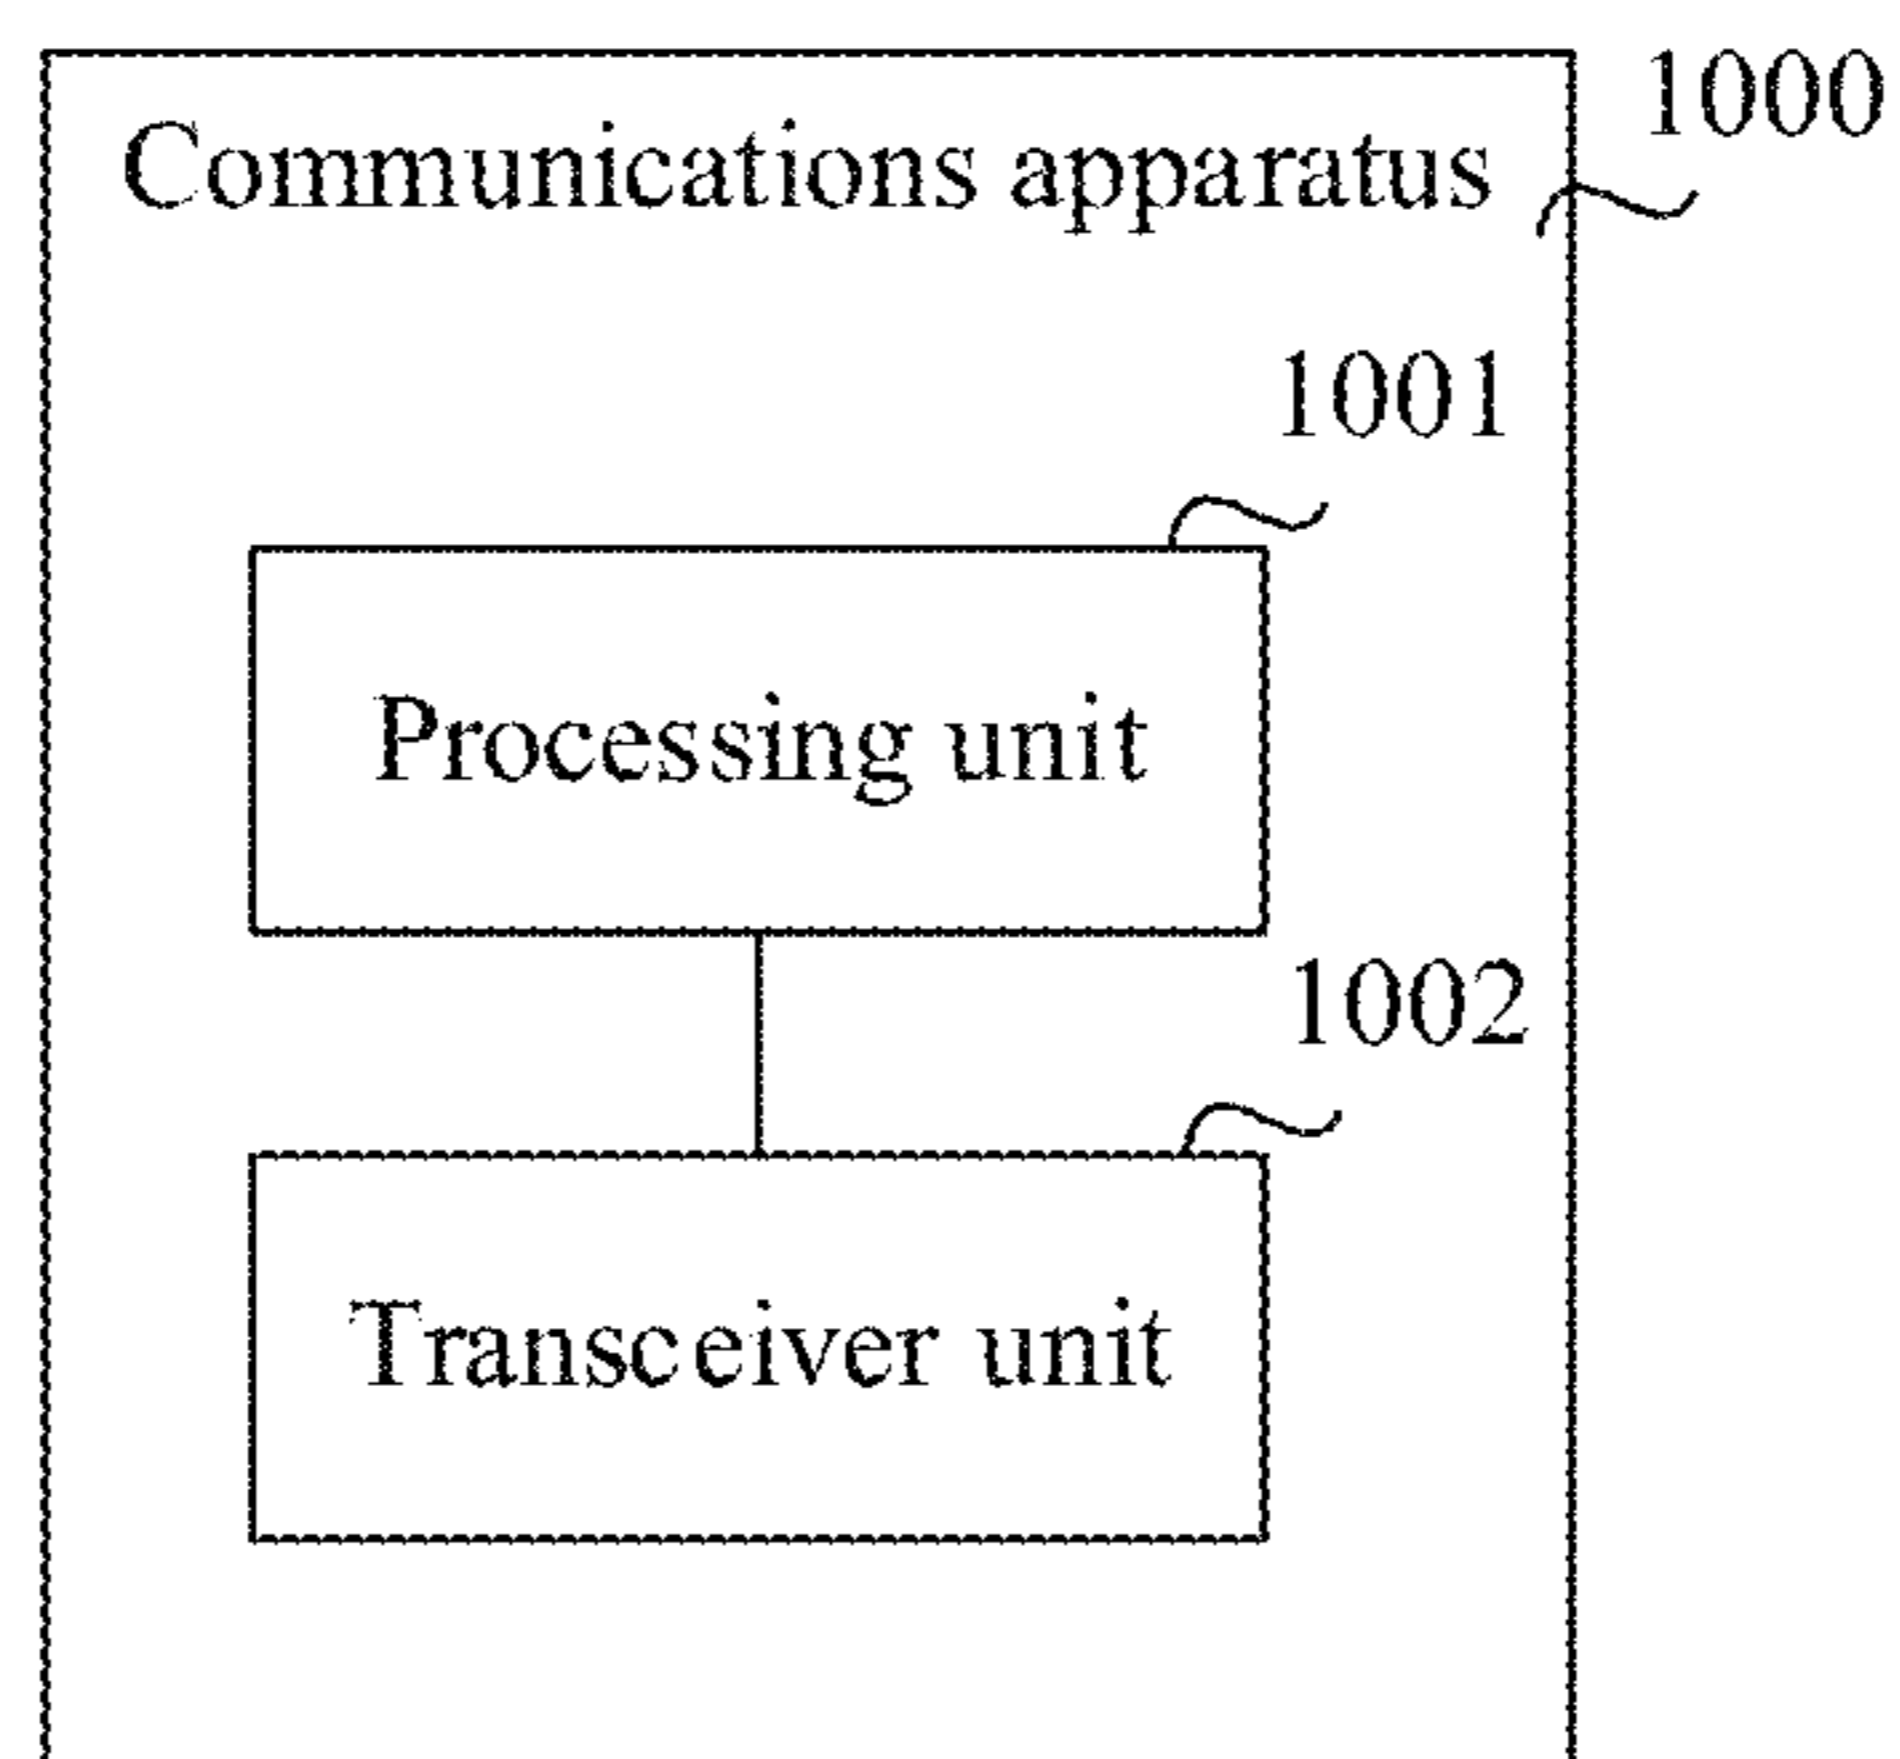 1000
Communications apparatus
1001
Processing unit
1002
Transceiver unit